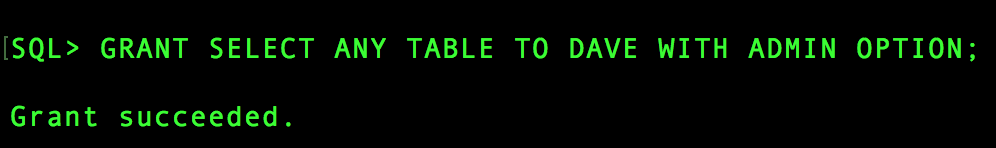 [SQL> GRANT SELECT ANY TABLE TO DAVE WITH ADMIN OPTION;
Grant succeeded.